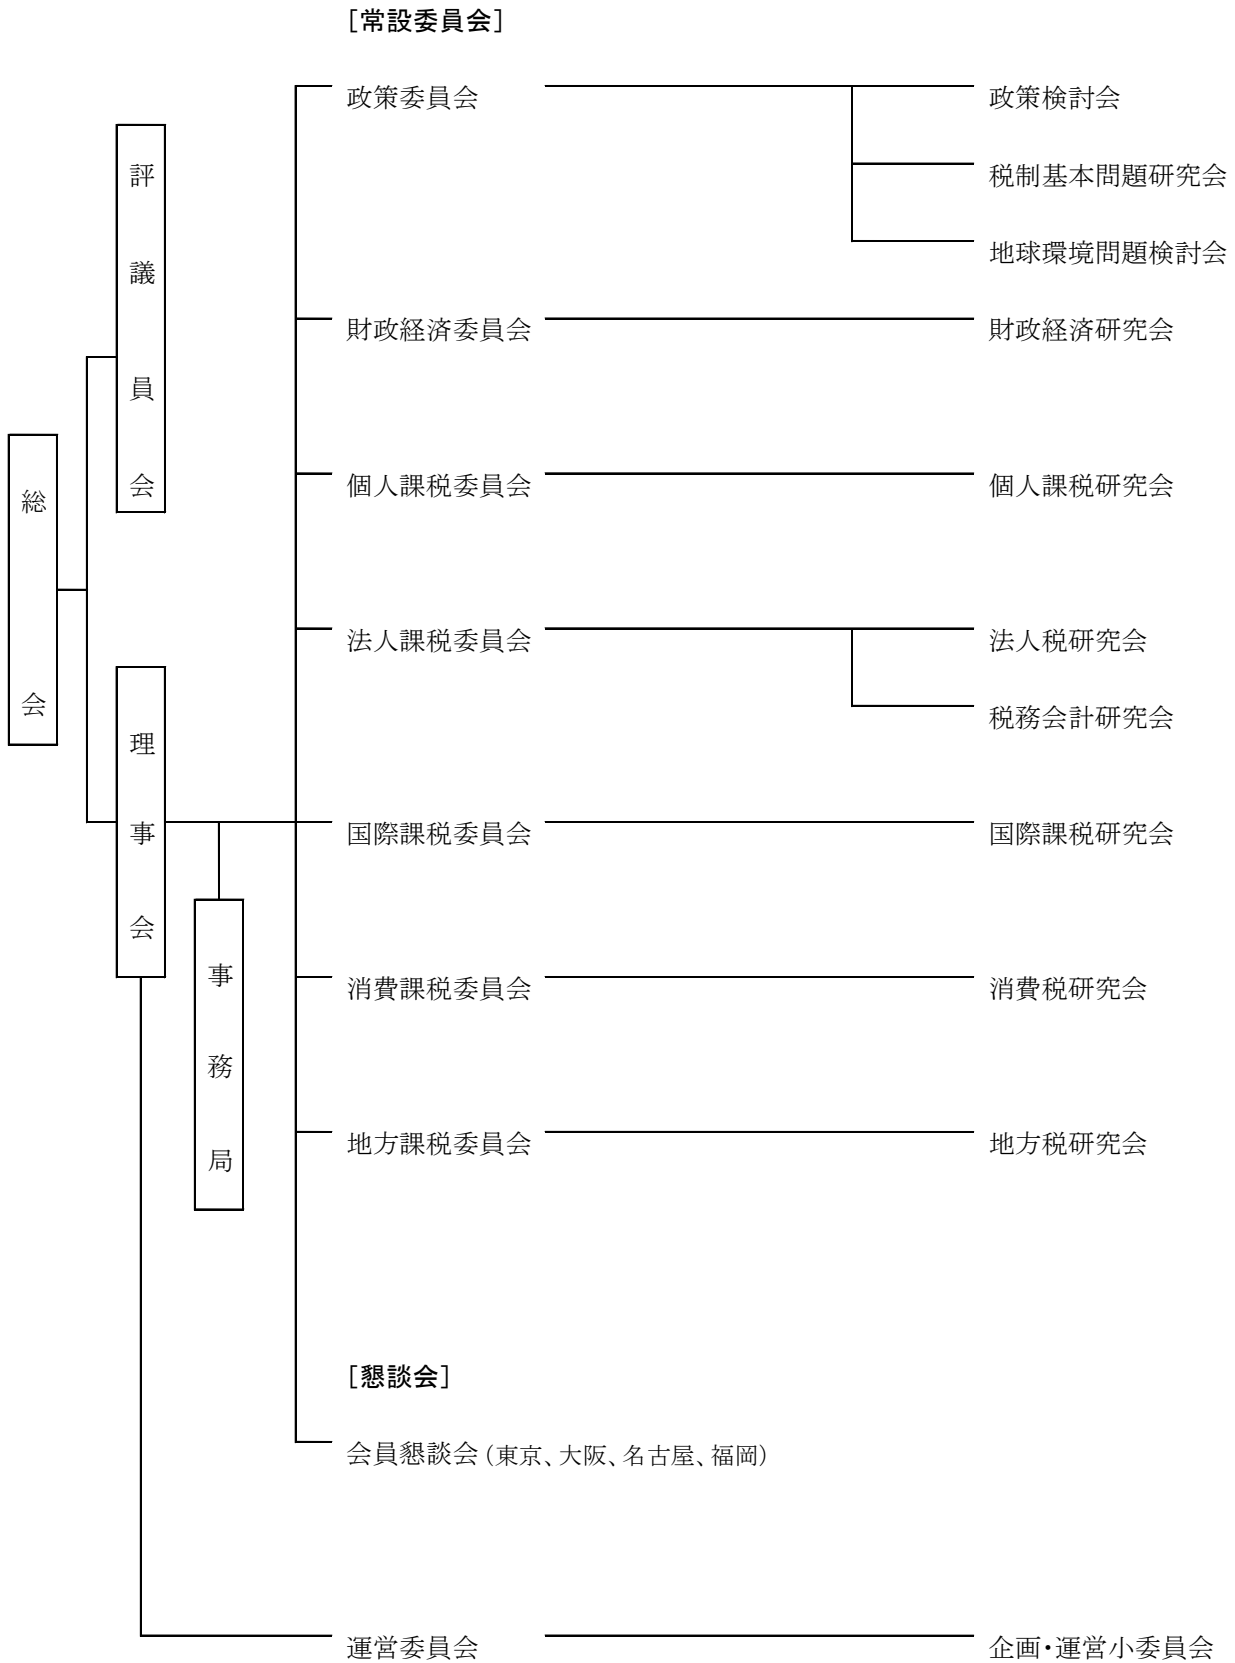 ［常設委員会］
総会
評議員会
理事会
事務局
政策委員会
政策検討会
税制基本問題研究会
地球環境問題検討会
財政経済委員会
財政経済研究会
個人課税委員会
個人課税研究会
法人課税委員会
法人税研究会
税務会計研究会
国際課税委員会
国際課税研究会
消費課税委員会
消費税研究会
地方課税委員会
地方税研究会
［懇談会］
会員懇談会（東京、大阪、名古屋、福岡）
運営委員会
企画・運営小委員会